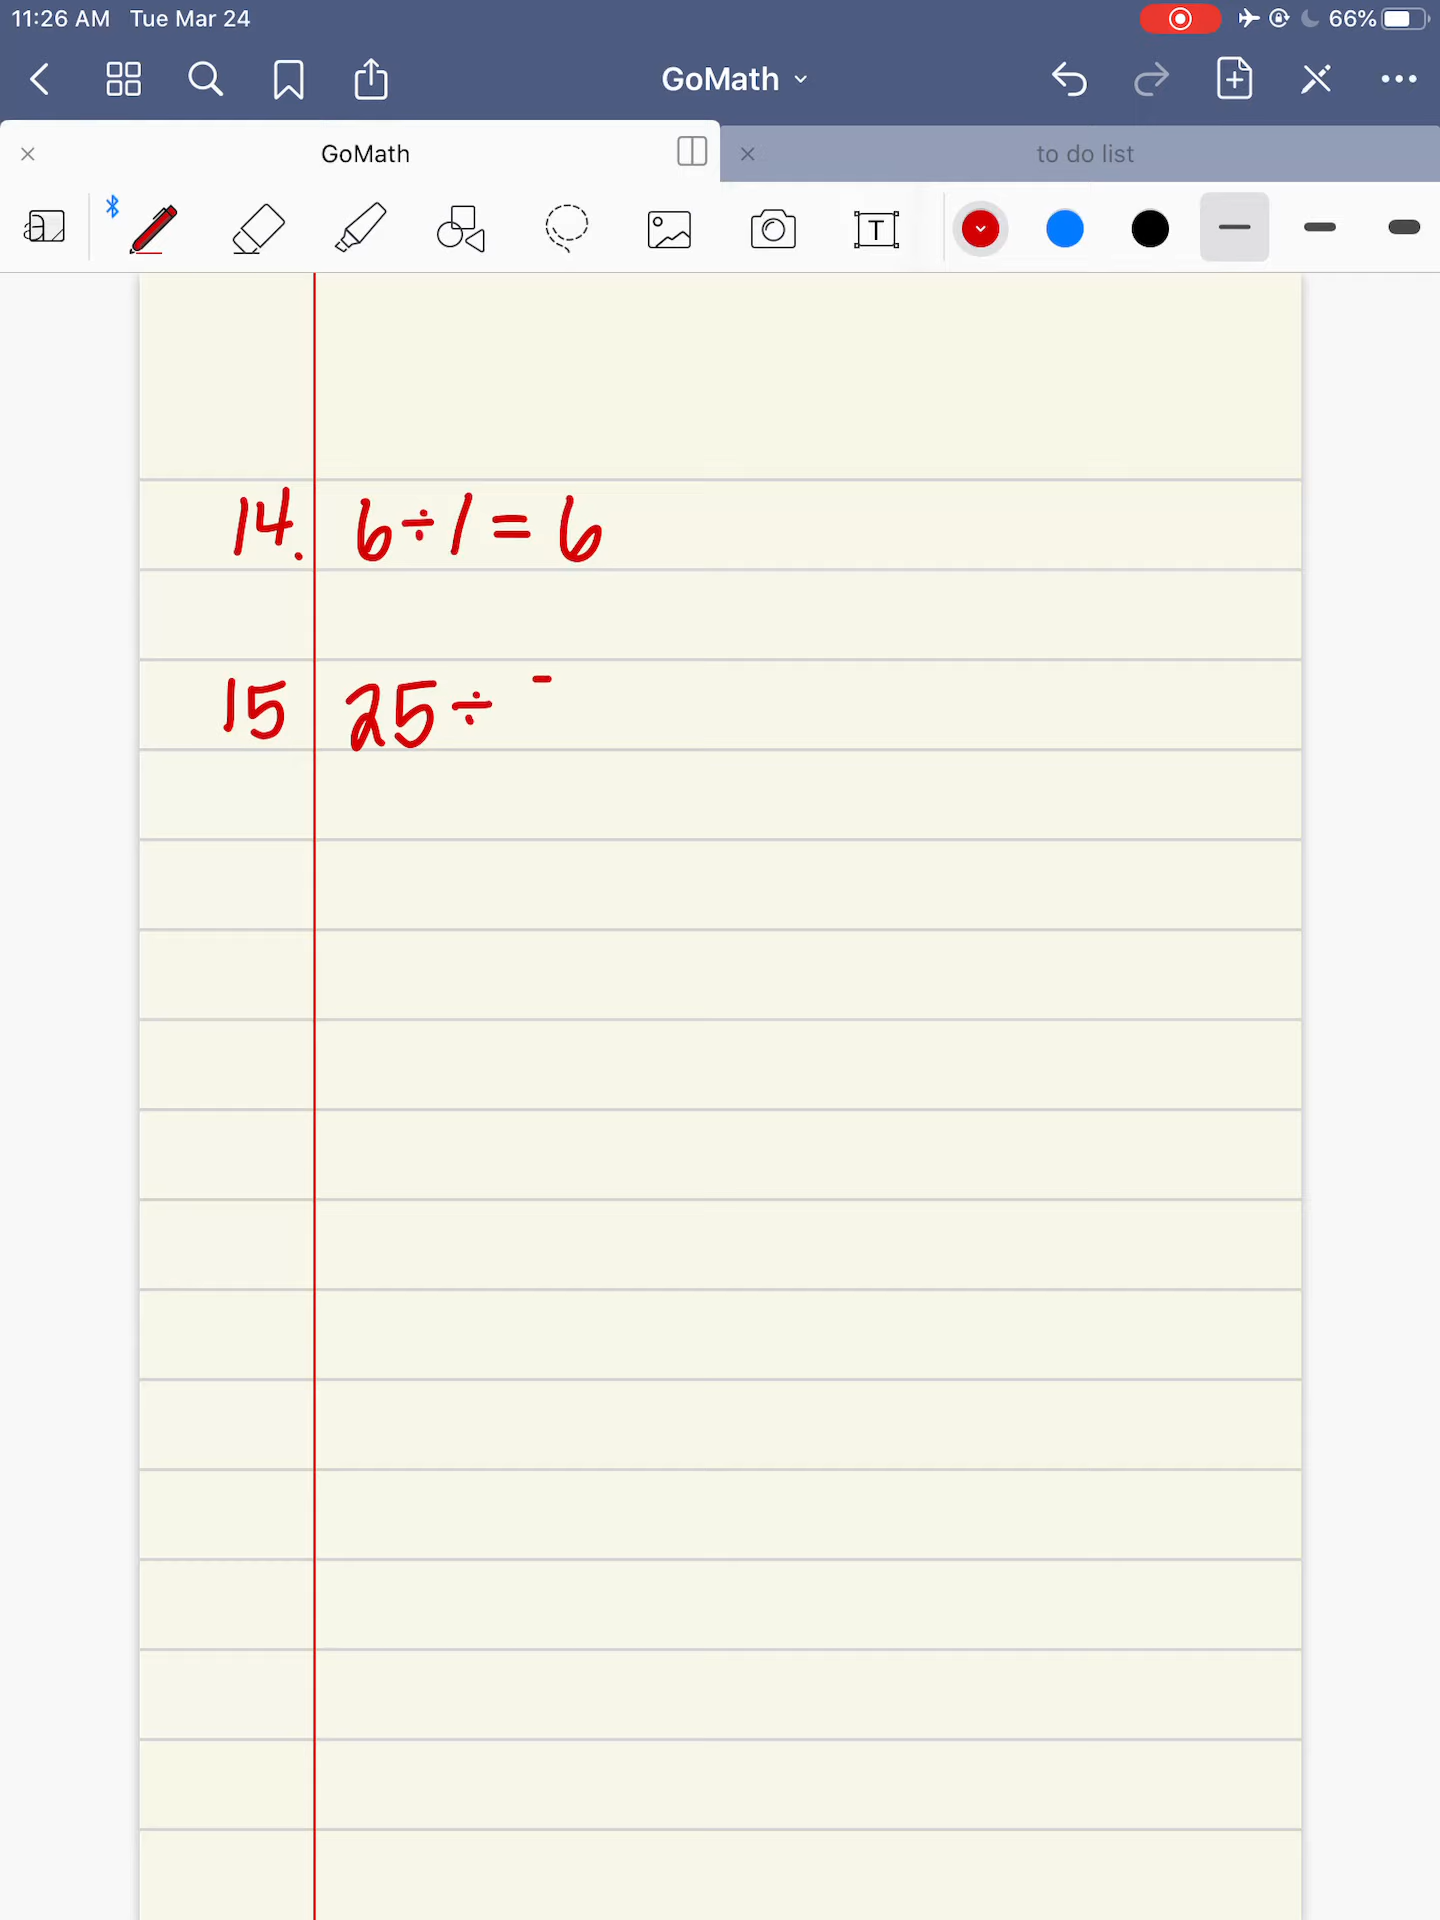 11:26 AM Tue Mar 24 66%
GoMath
GoMath to do list
a T
14. 6÷1 = 6
15 25÷ -